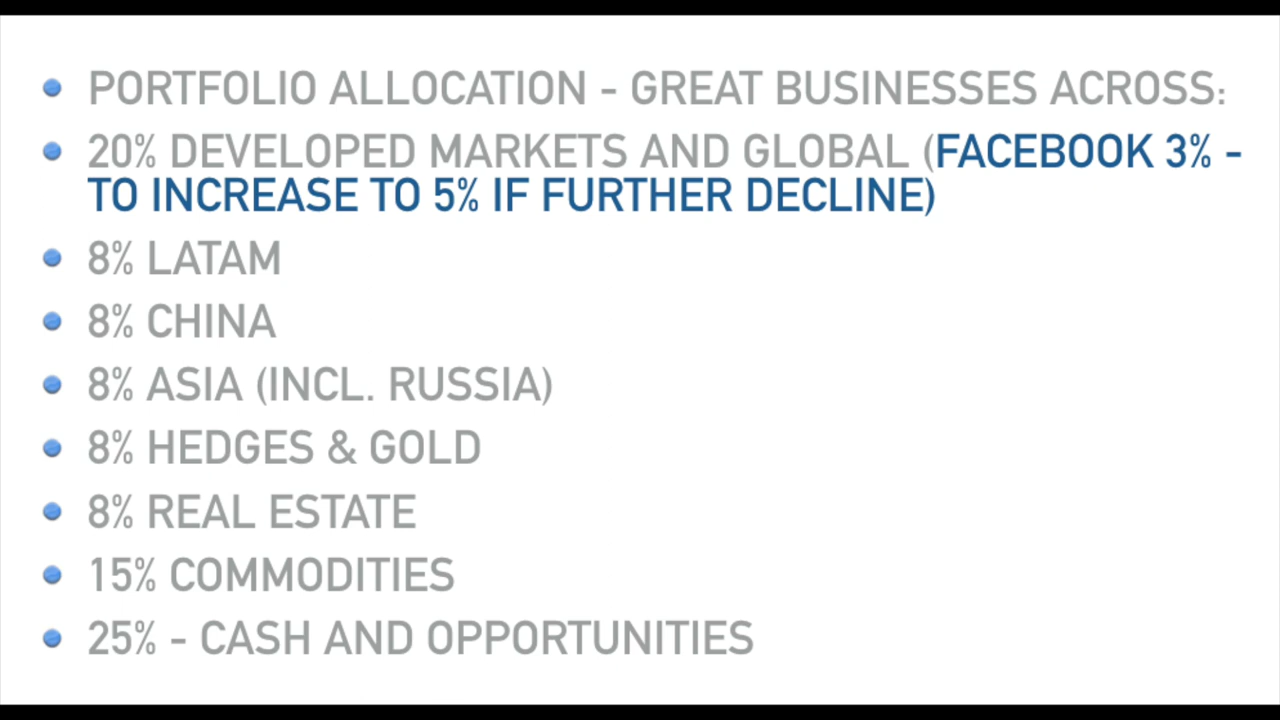 PORTFOLIO ALLOCATION - GREAT BUSINESSES ACROSS:
20% DEVELOPED MARKETS AND GLOBAL (FACEBOOK 3% -
TO INCREASE TO 5% IF FURTHER DECLINE)
8% LATAM
8% CHINA
8% ASIA (INCL. RUSSIA)
8% HEDGES & GOLD
8% REAL ESTATE
15% COMMODITIES
25% - CASH AND OPPORTUNITIES